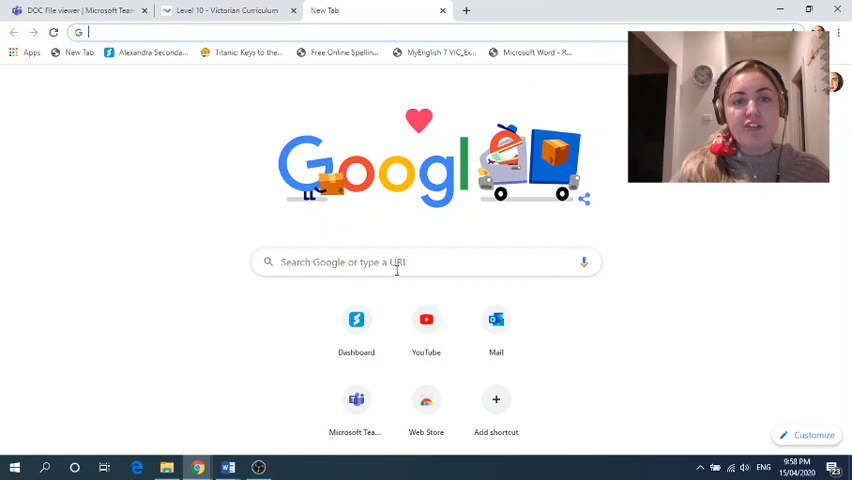 DOC File viewer | Microsoft Team
Level 10 - Victorian Curriculum
New Tab
Apps
New Tab
Alexandra Seconda...
Titanic: Keys to the...
Free Online Spellin...
MyEnglish 7 VIC_Ex...
Microsoft Word - R...
Google
Search Google or type a URL
Dashboard
YouTube
Mail
Microsoft Tea...
Web Store
Add shortcut
Customize
ENG
9:58 PM
15/04/2020
23